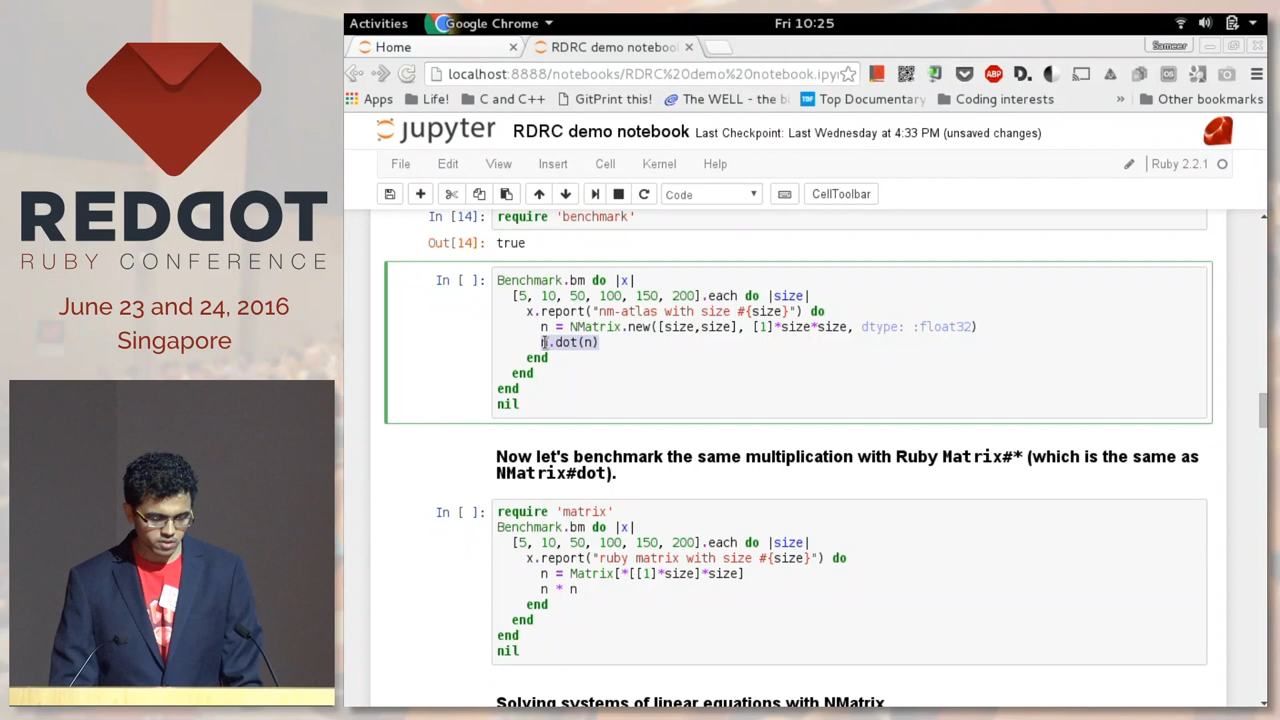 REDDOT
RUBY CONFERENCE
June 23 and 24, 2016
Singapore
Activities Google Chrome Fri 10:25
Home RDRC demo noteboo Sameer
localhost:8888/notebooks/RDRC%20demo%20notebook.ipyn ABP D.
Apps Life! C and C++ GitPrint this! The WELL — the bi TDF Top Documentary Coding interests » Other bookmarks
jupyter RDRC demo notebook Last Checkpoint: Last Wednesday at 4:33 PM (unsaved changes)
File Edit View Insert Cell Kernel Help Ruby 2.2.1
Code CellToolbar
In [14]: require 'benchmark'
Out[14]: true
In [ ]: Benchmark.bm do |x|
[5, 10, 50, 100, 150, 200].each do |size|
x.report("nm-atlas with size #{size}") do
n = NMatrix.new([size,size], [1]*size*size, dtype: :float32)
n.dot(n)
end
end
end
nil
Now let's benchmark the same multiplication with Ruby Matrix#* (which is the same as
NMatrix#dot).
In [ ]: require 'matrix'
Benchmark.bm do |x|
[5, 10, 50, 100, 150, 200].each do |size|
x.report("ruby matrix with size #{size}") do
n = Matrix[*[[1]*size]*size]
n * n
end
end
end
nil
Solving systems of linear equations with NMatrix